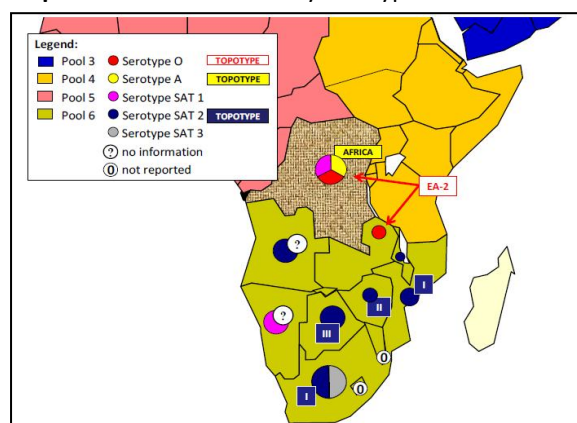 Legend:
Pool 3
Pool 4
Pool 5
Pool 6
Serotype O
Serotype A
Serotype SAT 1
Serotype SAT 2
Serotype SAT 3
? no information
0 not reported
TOPOTYPE
TOPOTYPE
TOPOTYPE
AFRICA
EA-2
?
I
II
?
III
0
I
0